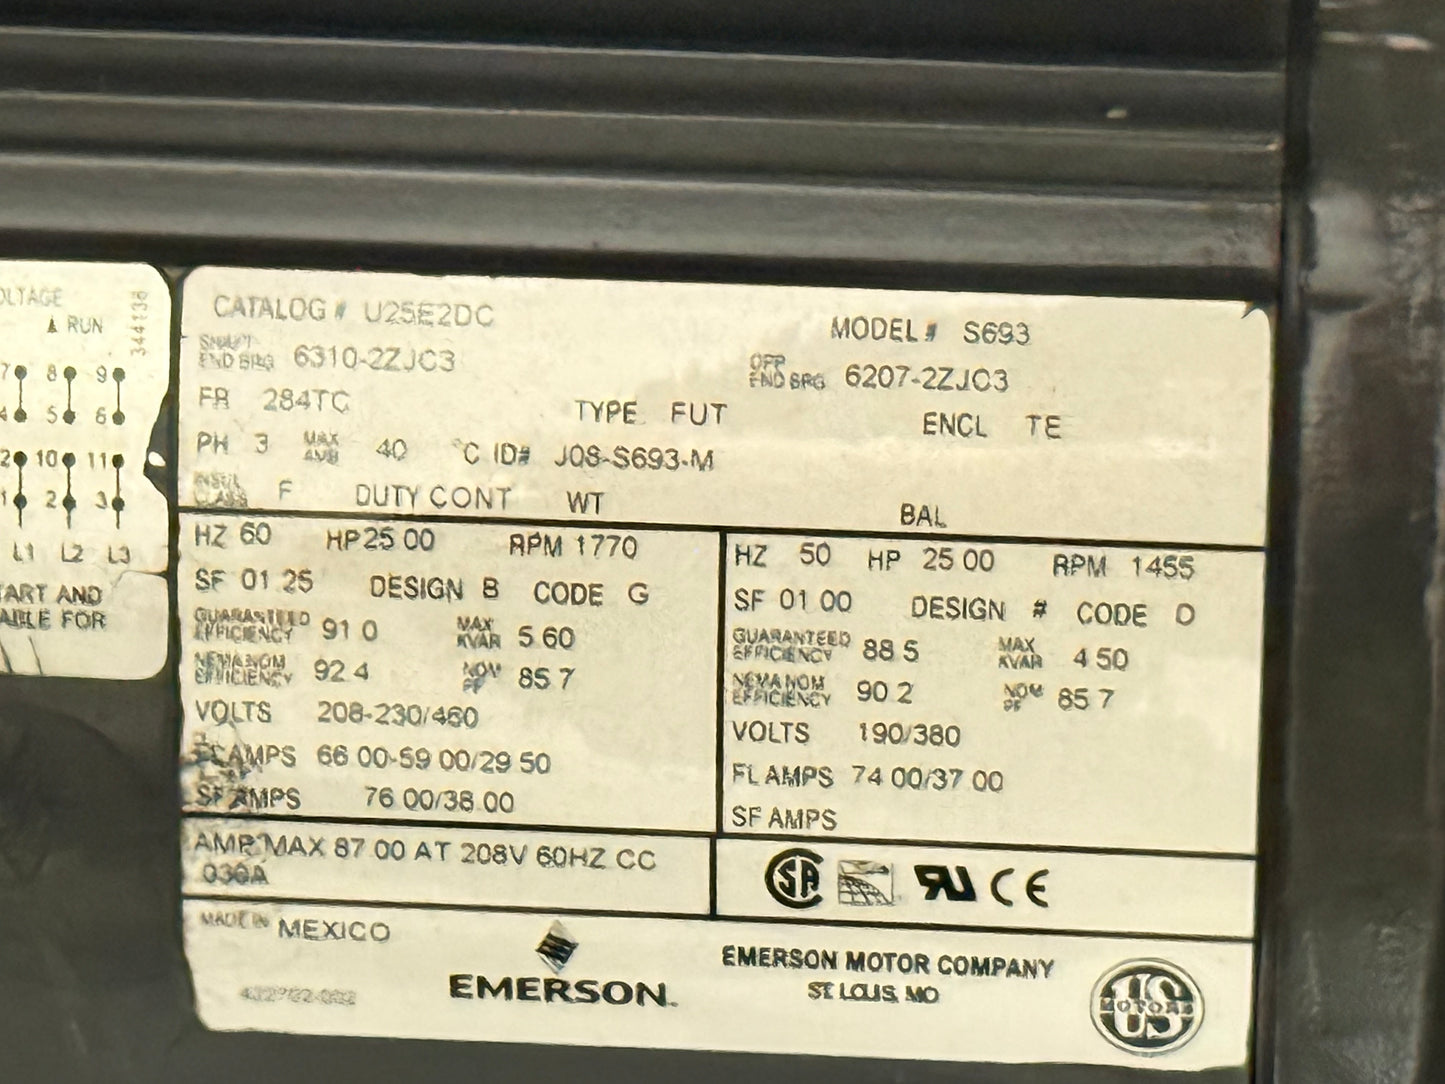 OLTAGE
RUN
344136
7 8 9
4 5 6
2 10 11
1 2 3
L1 L2 L3
TART AND
ABLE FOR
CATALOG # U25E2DC
MODEL # S693
SHAFT
END BRG 6310-2ZJC3
OPP
END BRG 6207-2ZJC3
FR 284TC
TYPE FUT
ENCL TE
PH 3 MAX
AMB 40 °C ID# J08-S693-M
INSUL
CLASS F DUTY CONT WT
BAL
HZ 60 HP 25 00 RPM 1770
SF 01 25 DESIGN B CODE G
GUARANTEED
EFFICIENCY 91 0 MAX
KVAR 5 60
NEMA NOM
EFFICIENCY 92 4 NOM
PF 85 7
VOLTS 208-230/460
FL AMPS 66 00-59 00/29 50
SF AMPS 76 00/38 00
HZ 50 HP 25 00 RPM 1455
SF 01 00 DESIGN # CODE D
GUARANTEED
EFFICIENCY 88 5 MAX
KVAR 4 50
NEMA NOM
EFFICIENCY 90 2 NOM
PF 85 7
VOLTS 190/380
FL AMPS 74 00/37 00
SF AMPS
AMP MAX 87 00 AT 208V 60HZ CC
030A
SA RU CE
MADE IN MEXICO
EMERSON
EMERSON MOTOR COMPANY
ST. LOUIS, MO
US
MOTORS